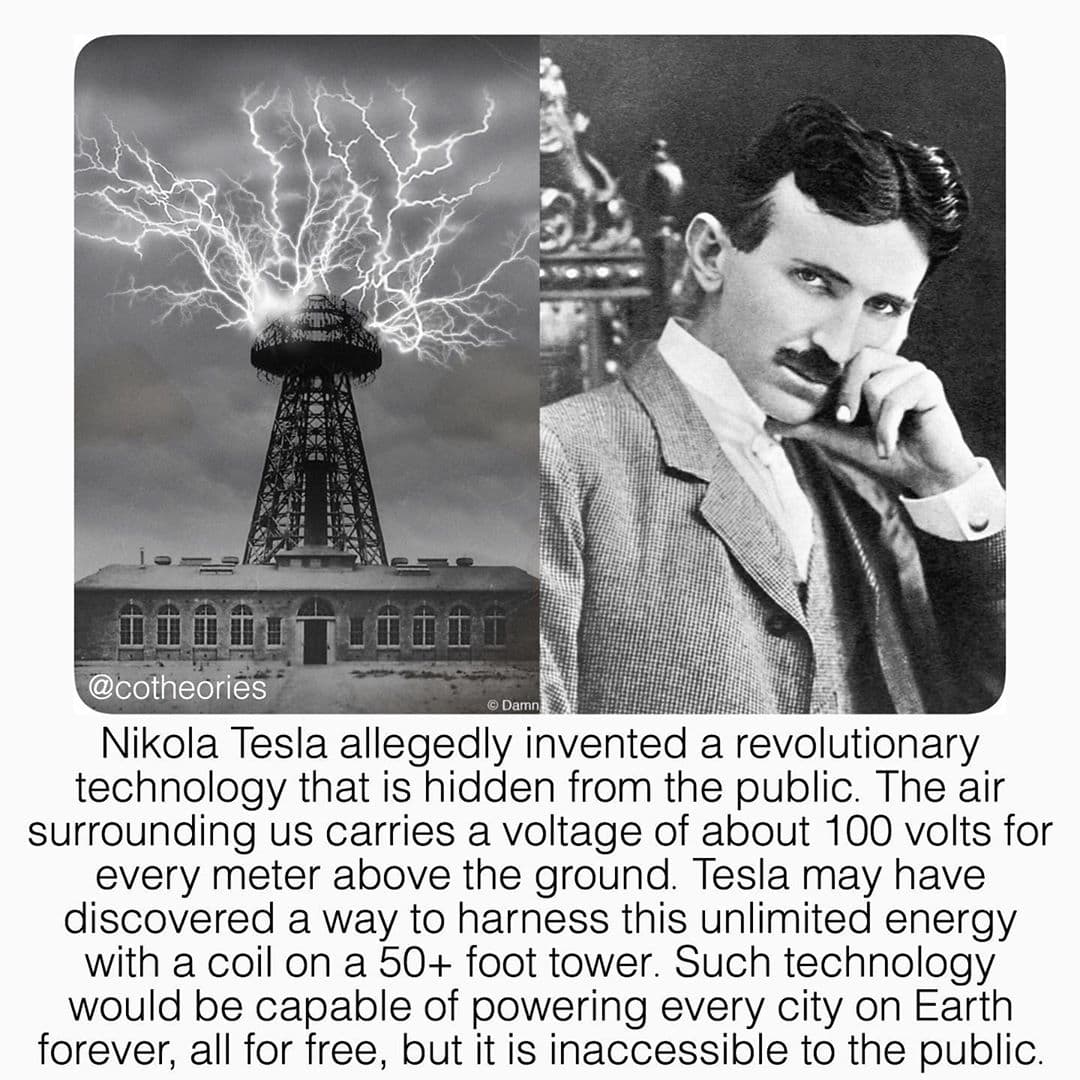 @cotheories
© Damn
Nikola Tesla allegedly invented a revolutionary
technology that is hidden from the public. The air
surrounding us carries a voltage of about 100 volts for
every meter above the ground. Tesla may have
discovered a way to harness this unlimited energy
with a coil on a 50+ foot tower. Such technology
would be capable of powering every city on Earth
forever, all for free, but it is inaccessible to the public.